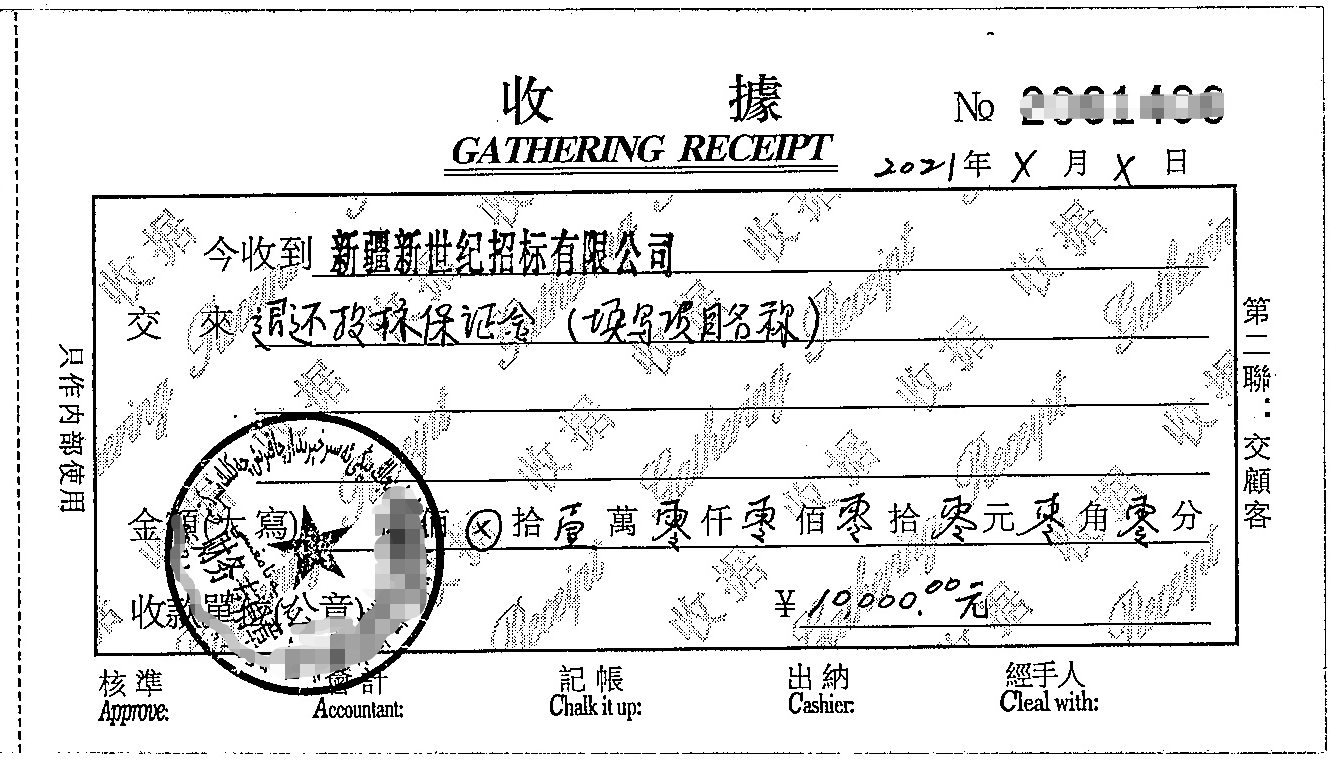 收 據
GATHERING RECEIPT
No
2021年 X 月 X 日
今收到 新疆新世纪招标有限公司
交 來 退还投标保证金（填写项目名称）
金額(大寫) 佰 ⊗ 拾 壹 萬 零 仟 零 佰 零 拾 零 元 零 角 零 分
收款單位(公章)
¥ 10,000.00元
财务
只作内部使用
第二聯：交顧客
核準 會計 記帳 出納 經手人
Approve: Accountant: Chalk it up: Cashier: Cleal with: